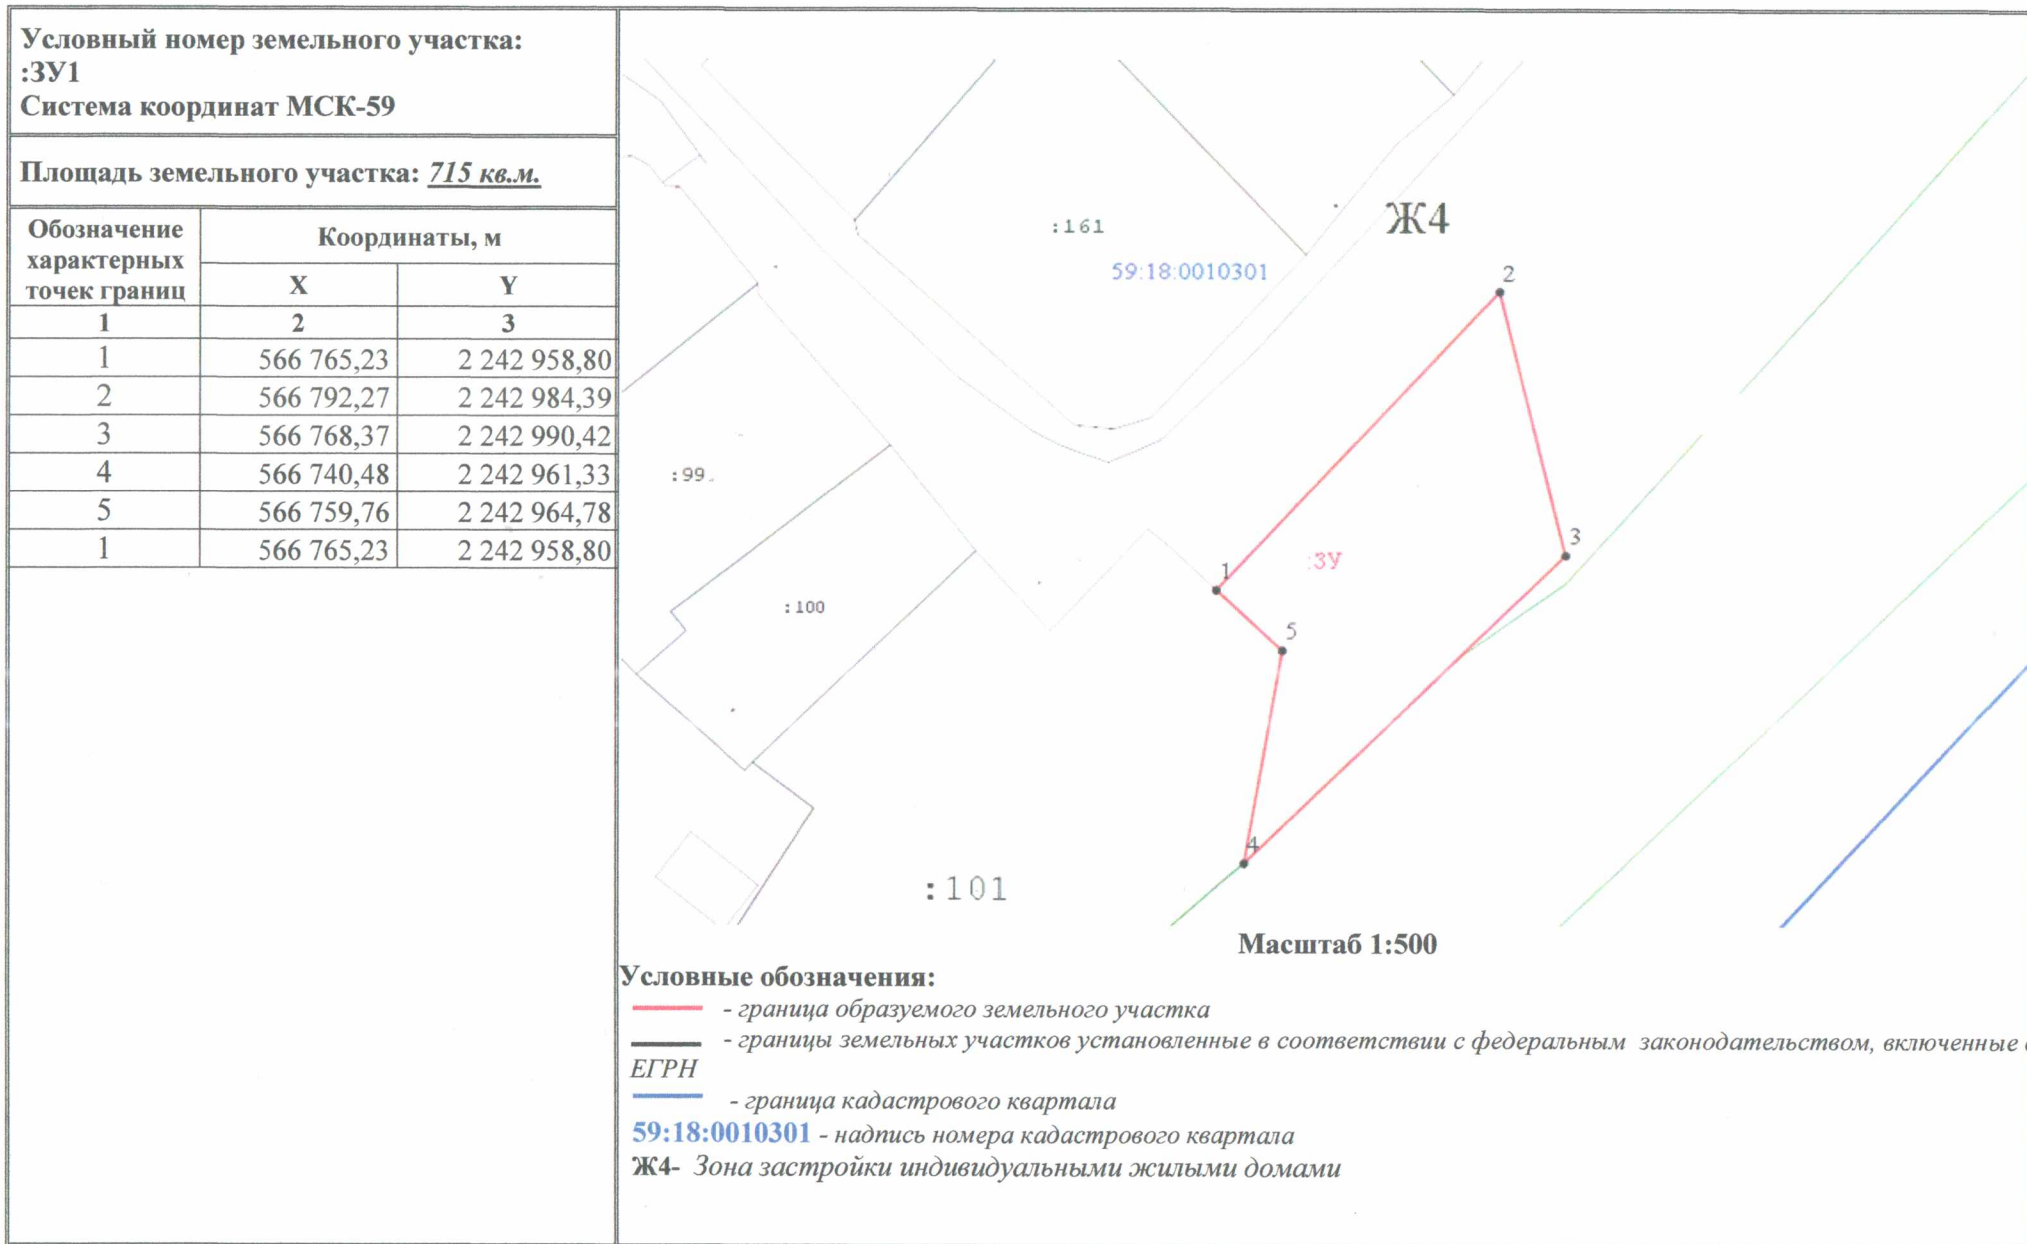 Условный номер земельного участка:
:ЗУ1
Система координат МСК-59
Площадь земельного участка: 715 кв.м.
Обозначение характерных точек границ
Координаты, м
X Y
1 2 3
1 566 765,23 2 242 958,80
2 566 792,27 2 242 984,39
3 566 768,37 2 242 990,42
4 566 740,48 2 242 961,33
5 566 759,76 2 242 964,78
1 566 765,23 2 242 958,80
:161
Ж4
59:18:0010301
2
:99
3
:ЗУ
1
:100
5
4
:101
Масштаб 1:500
Условные обозначения:
- граница образуемого земельного участка
- границы земельных участков установленные в соответствии с федеральным законодательством, включенные
ЕГРН
- граница кадастрового квартала
59:18:0010301 - надпись номера кадастрового квартала
Ж4- Зона застройки индивидуальными жилыми домами